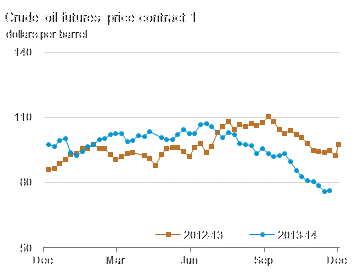 Crude oil futures price contract 1
dollars per barrel
140
110
80
50
2012-13
2013-14
Dec
Mar
Jun
Sep
Dec